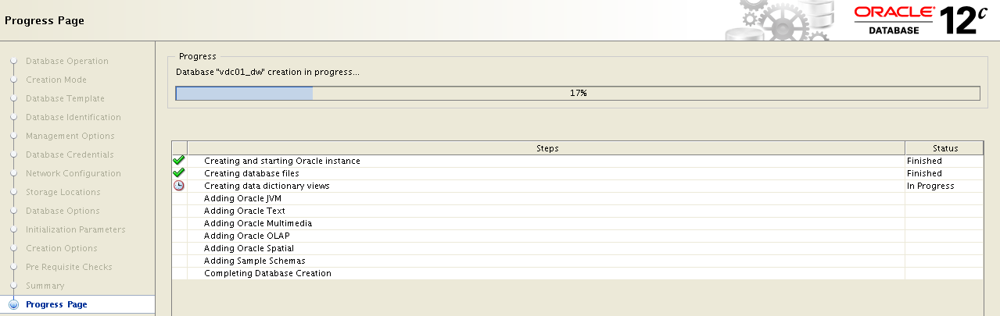 Progress Page
ORACLE®
DATABASE
12c
Database Operation
Creation Mode
Database Template
Database Identification
Management Options
Database Credentials
Network Configuration
Storage Locations
Database Options
Initialization Parameters
Creation Options
Pre Requisite Checks
Summary
Progress Page
Progress
Database "vdc01_dw" creation in progress...
17%
Steps Status
Creating and starting Oracle instance Finished
Creating database files Finished
Creating data dictionary views In Progress
Adding Oracle JVM
Adding Oracle Text
Adding Oracle Multimedia
Adding Oracle OLAP
Adding Oracle Spatial
Adding Sample Schemas
Completing Database Creation